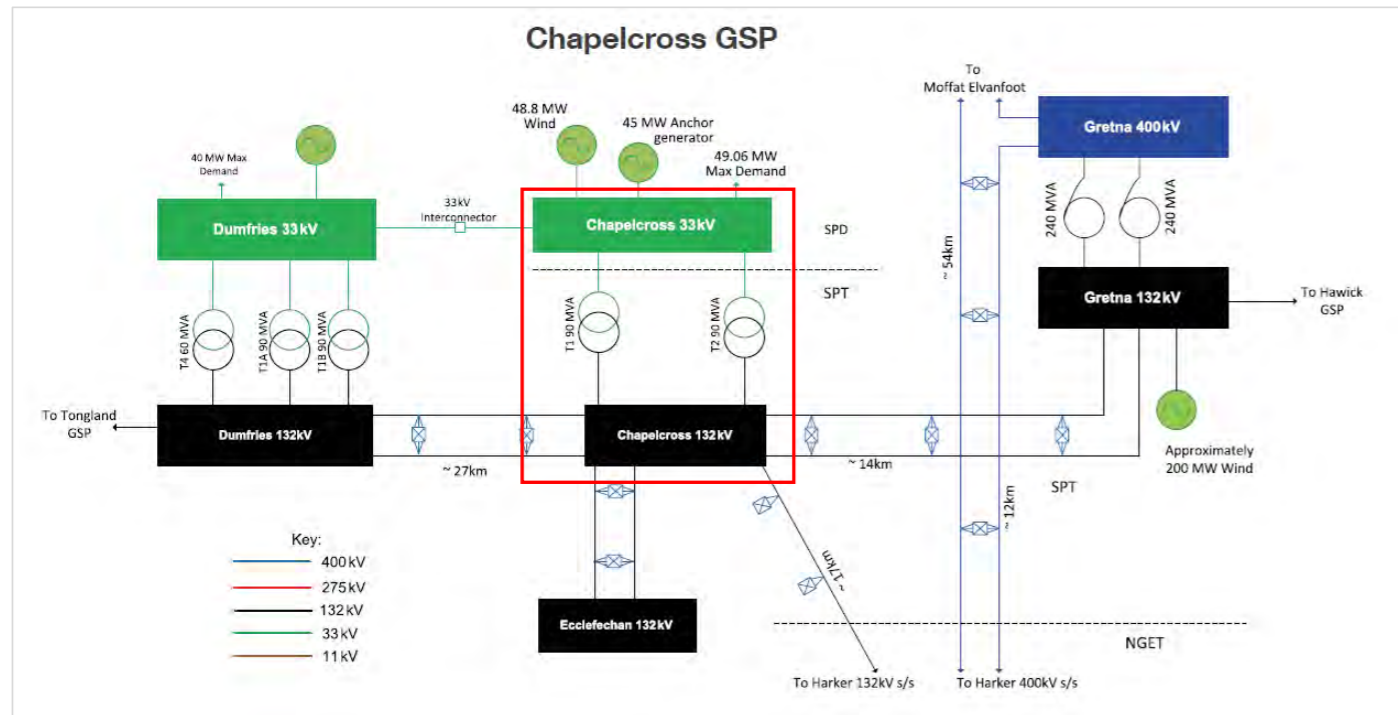 Chapelcross GSP
To
Moffat Elvanfoot
48.8 MW
Wind
45 MW Anchor
generator
40 MW Max
Demand
49.06 MW
Max Demand
Gretna 400kV
33kV
Interconnector
Dumfries 33kV
Chapelcross 33kV
SPD
SPT
240 MVA
240 MVA
~ 54km
Gretna 132kV
To Hawick
GSP
T4 60 MVA
T1A 90 MVA
T1B 90 MVA
T1 90 MVA
T2 90 MVA
To Tongland
GSP
Dumfries 132kV
Chapelcross 132kV
~ 27km
~ 14km
Approximately
200 MW Wind
SPT
~ 12km
~ 17km
Key:
400kV
275kV
132kV
33kV
11kV
Ecclefechan 132kV
NGET
To Harker 132kV s/s
To Harker 400kV s/s